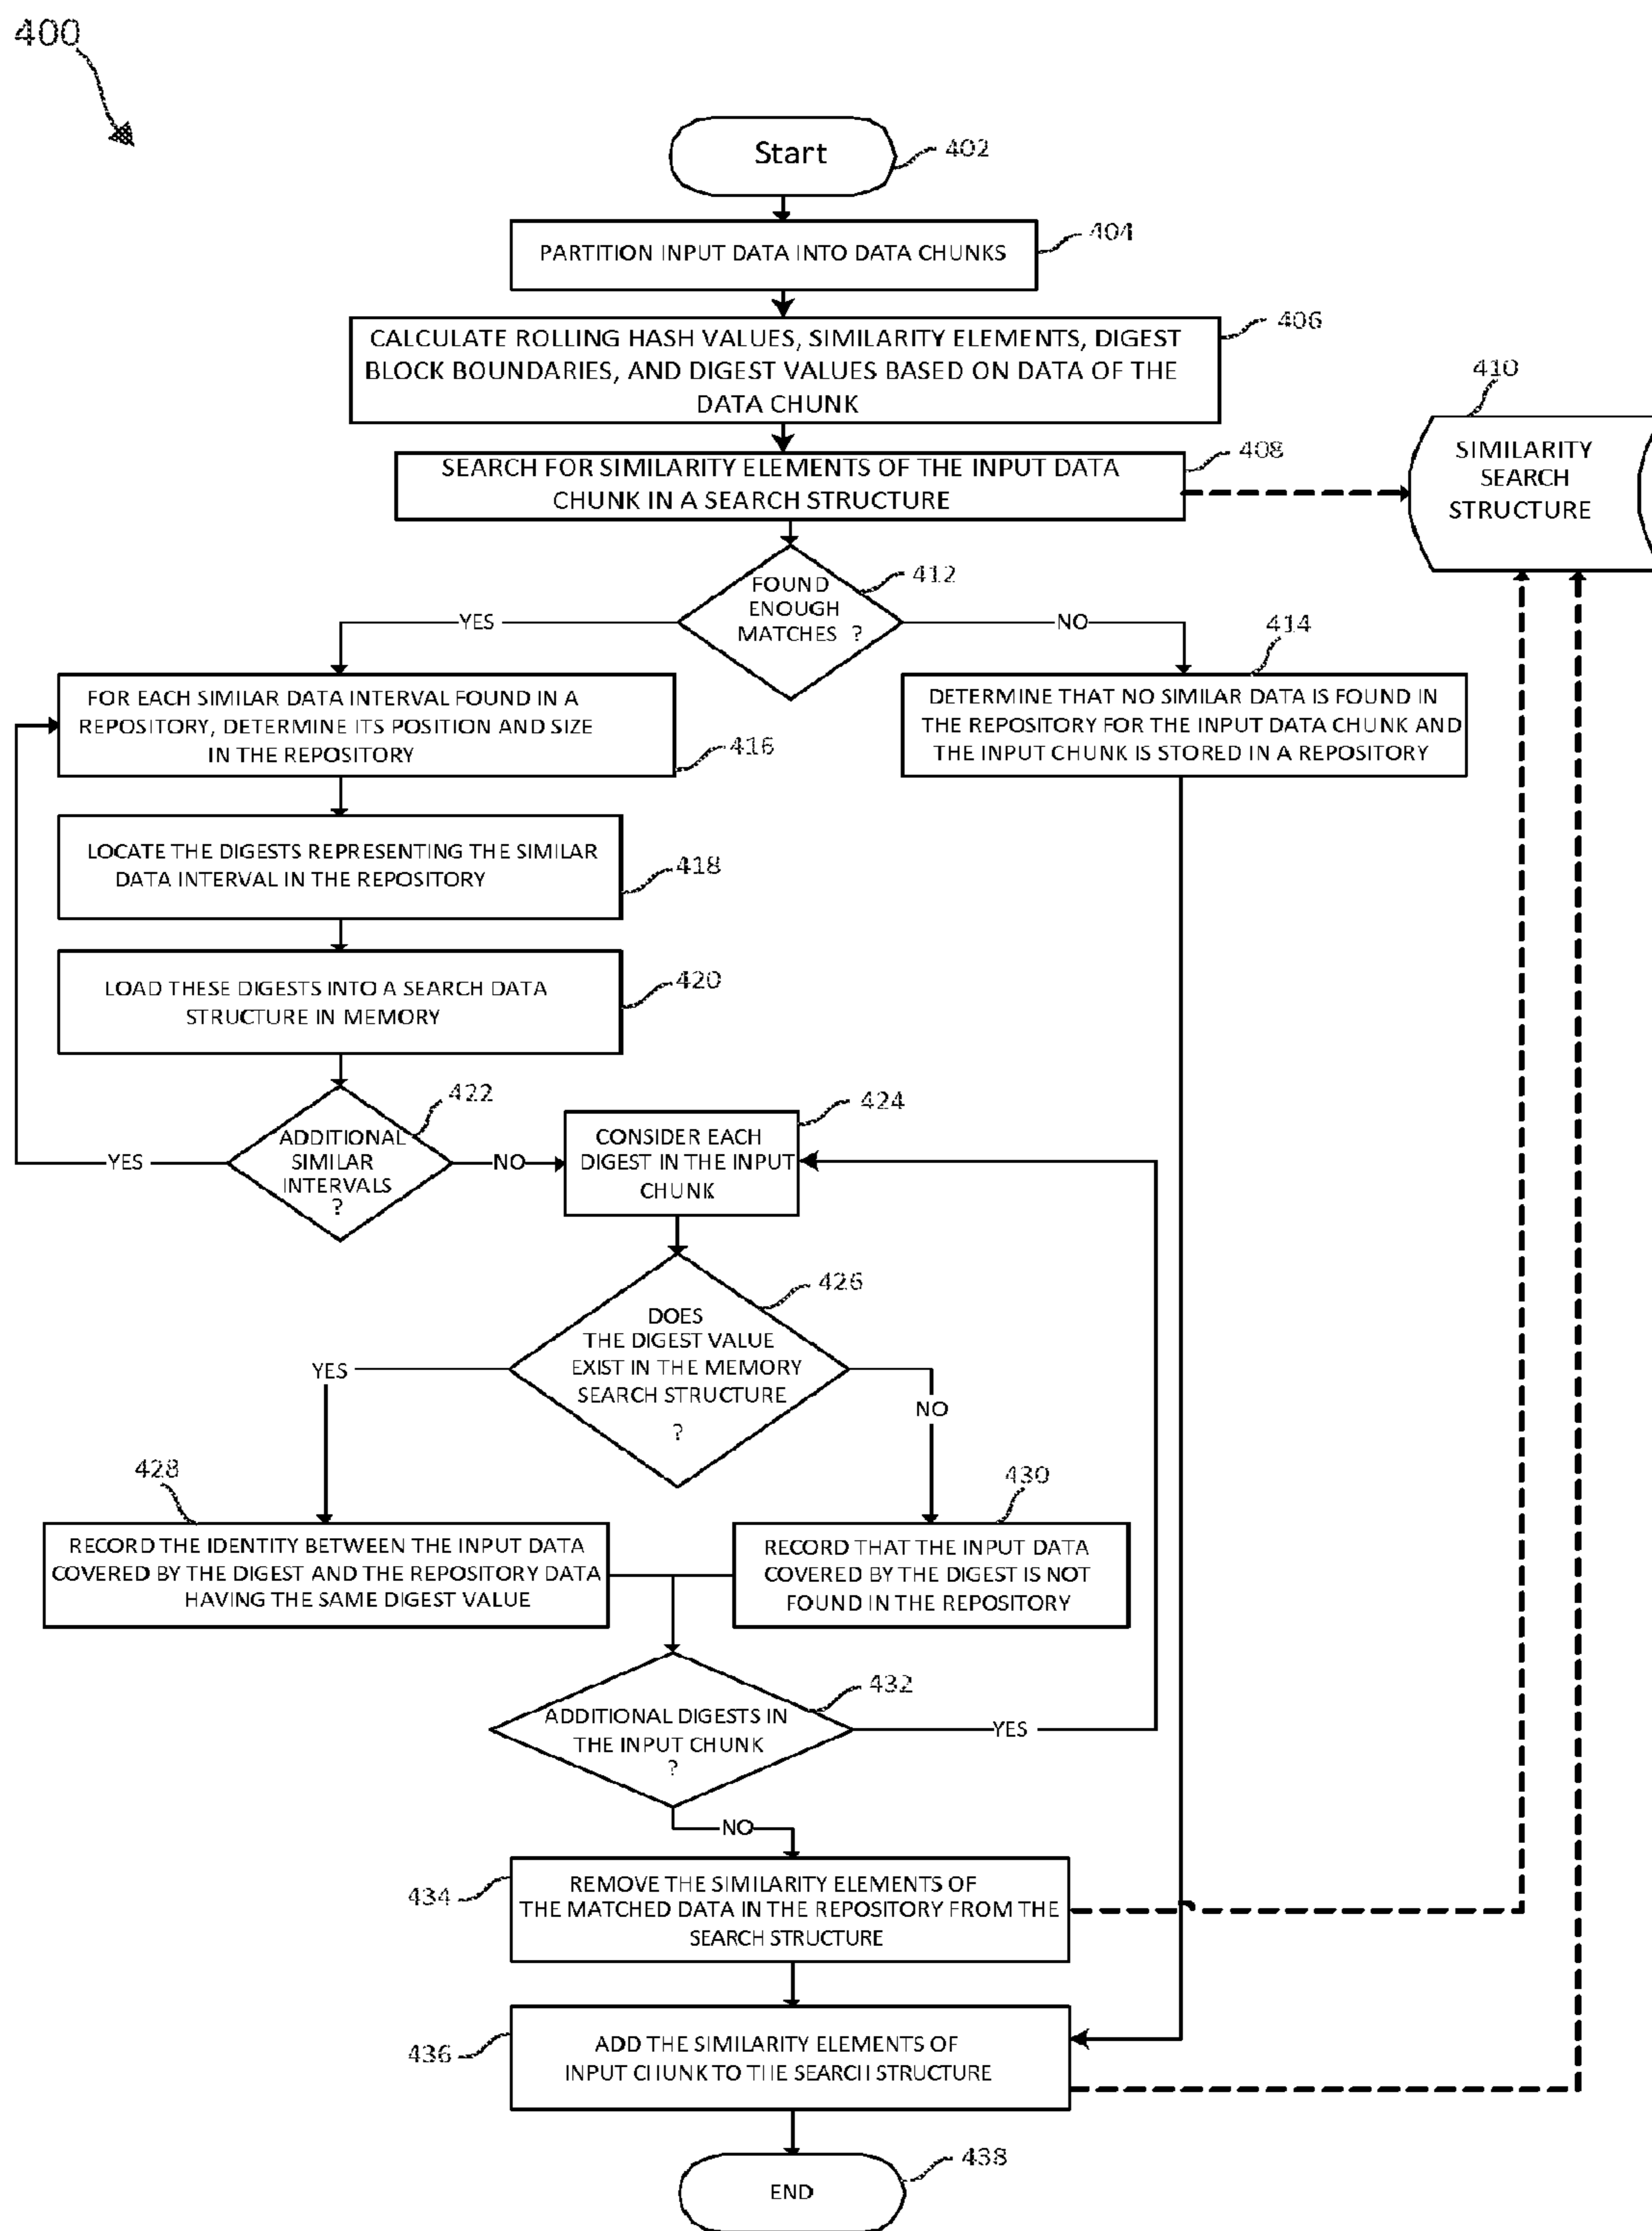 400
Start
402
PARTITION INPUT DATA INTO DATA CHUNKS
404
CALCULATE ROLLING HASH VALUES, SIMILARITY ELEMENTS, DIGEST
BLOCK BOUNDARIES, AND DIGEST VALUES BASED ON DATA OF THE
DATA CHUNK
406
SEARCH FOR SIMILARITY ELEMENTS OF THE INPUT DATA
CHUNK IN A SEARCH STRUCTURE
408
410
SIMILARITY
SEARCH
STRUCTURE
FOUND
ENOUGH
MATCHES ?
412
YES
NO
414
FOR EACH SIMILAR DATA INTERVAL FOUND IN A
REPOSITORY, DETERMINE ITS POSITION AND SIZE
IN THE REPOSITORY
416
DETERMINE THAT NO SIMILAR DATA IS FOUND IN
THE REPOSITORY FOR THE INPUT DATA CHUNK AND
THE INPUT CHUNK IS STORED IN A REPOSITORY
LOCATE THE DIGESTS REPRESENTING THE SIMILAR
DATA INTERVAL IN THE REPOSITORY
418
LOAD THESE DIGESTS INTO A SEARCH DATA
STRUCTURE IN MEMORY
420
ADDITIONAL
SIMILAR
INTERVALS
?
422
YES
NO
CONSIDER EACH
DIGEST IN THE INPUT
CHUNK
424
DOES
THE DIGEST VALUE
EXIST IN THE MEMORY
SEARCH STRUCTURE
?
426
YES
NO
428
RECORD THE IDENTITY BETWEEN THE INPUT DATA
COVERED BY THE DIGEST AND THE REPOSITORY DATA
HAVING THE SAME DIGEST VALUE
430
RECORD THAT THE INPUT DATA
COVERED BY THE DIGEST IS NOT
FOUND IN THE REPOSITORY
ADDITIONAL DIGESTS IN
THE INPUT CHUNK
?
432
YES
NO
434
REMOVE THE SIMILARITY ELEMENTS OF
THE MATCHED DATA IN THE REPOSITORY FROM THE
SEARCH STRUCTURE
436
ADD THE SIMILARITY ELEMENTS OF
INPUT CHUNK TO THE SEARCH STRUCTURE
END
438